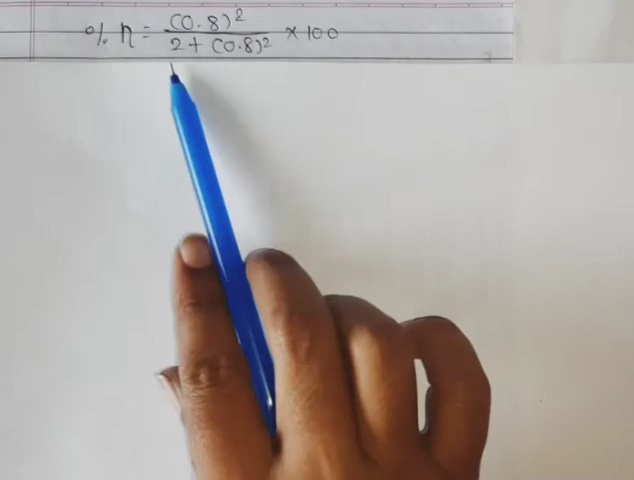 % η = (0.8)² / 2 + (0.8)² × 100